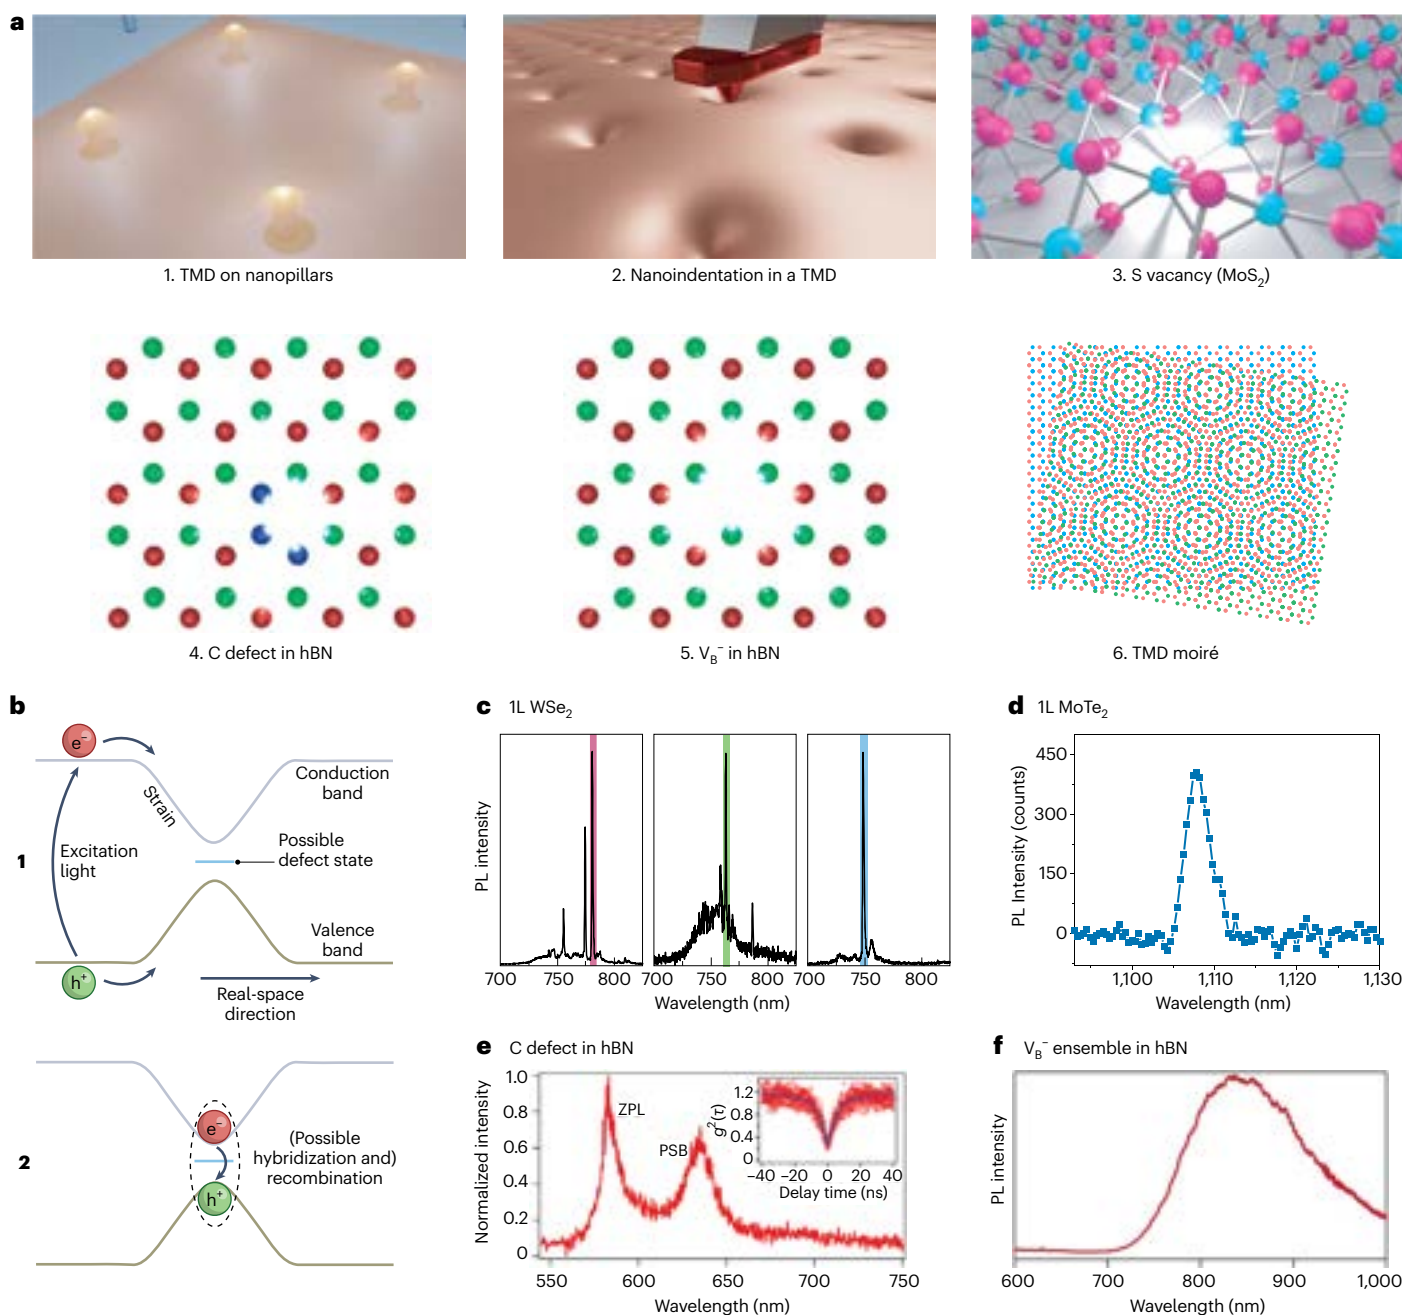 a
1. TMD on nanopillars
2. Nanoindentation in a TMD
3. S vacancy (MoS₂)
4. C defect in hBN
5. V_B⁻ in hBN
6. TMD moiré
b
1
e⁻
Conduction
band
Strain
Possible
defect state
Excitation
light
Valence
band
h⁺
Real-space
direction
2
e⁻
(Possible
hybridization and)
recombination
h⁺
c 1L WSe₂
PL intensity
700 750 800
700 750 800
700 750 800
Wavelength (nm)
d 1L MoTe₂
PL Intensity (counts)
450
300
150
0
1,100 1,110 1,120 1,130
Wavelength (nm)
e C defect in hBN
Normalized intensity
1.0
0.8
0.6
0.4
0.2
0
ZPL
PSB
g²(τ)
1.2
0.8
0.4
0
−40 −20 0 20 40
Delay time (ns)
550 600 650 700 750
Wavelength (nm)
f V_B⁻ ensemble in hBN
PL intensity
600 700 800 900 1,000
Wavelength (nm)